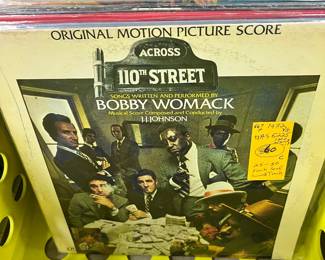 ORIGINAL MOTION PICTURE SCORE
ACROSS
110TH STREET
SONGS WRITTEN AND PERFORMED BY
BOBBY WOMACK
Musical Score Composed and Conducted by
J.J. JOHNSON
60